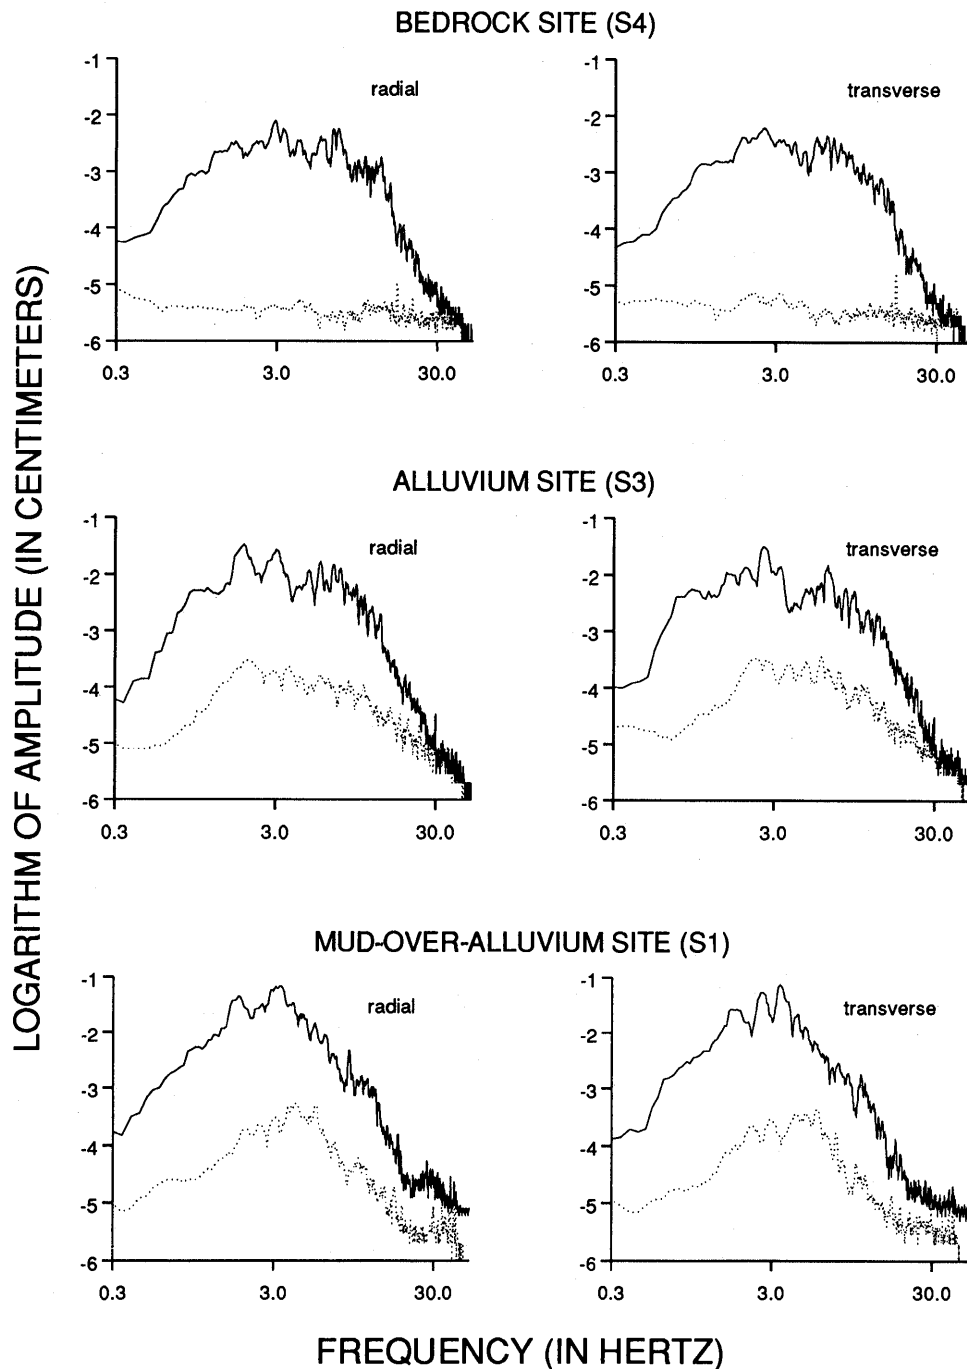 BEDROCK SITE (S4)
radial
-1
-2
-3
-4
-5
-6
0.3 3.0 30.0
transverse
-1
-2
-3
-4
-5
-6
0.3 3.0 30.0
ALLUVIUM SITE (S3)
radial
-1
-2
-3
-4
-5
-6
0.3 3.0 30.0
transverse
-1
-2
-3
-4
-5
-6
0.3 3.0 30.0
MUD-OVER-ALLUVIUM SITE (S1)
radial
-1
-2
-3
-4
-5
-6
0.3 3.0 30.0
transverse
-1
-2
-3
-4
-5
-6
0.3 3.0 30.0
LOGARITHM OF AMPLITUDE (IN CENTIMETERS)
FREQUENCY (IN HERTZ)